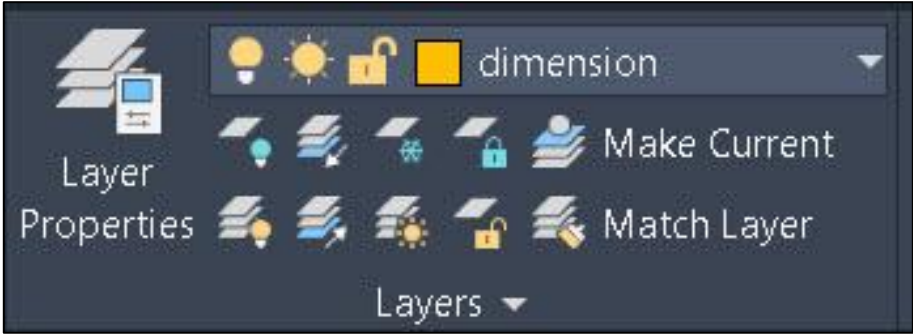 dimension
Layer
Properties
Make Current
Match Layer
Layers